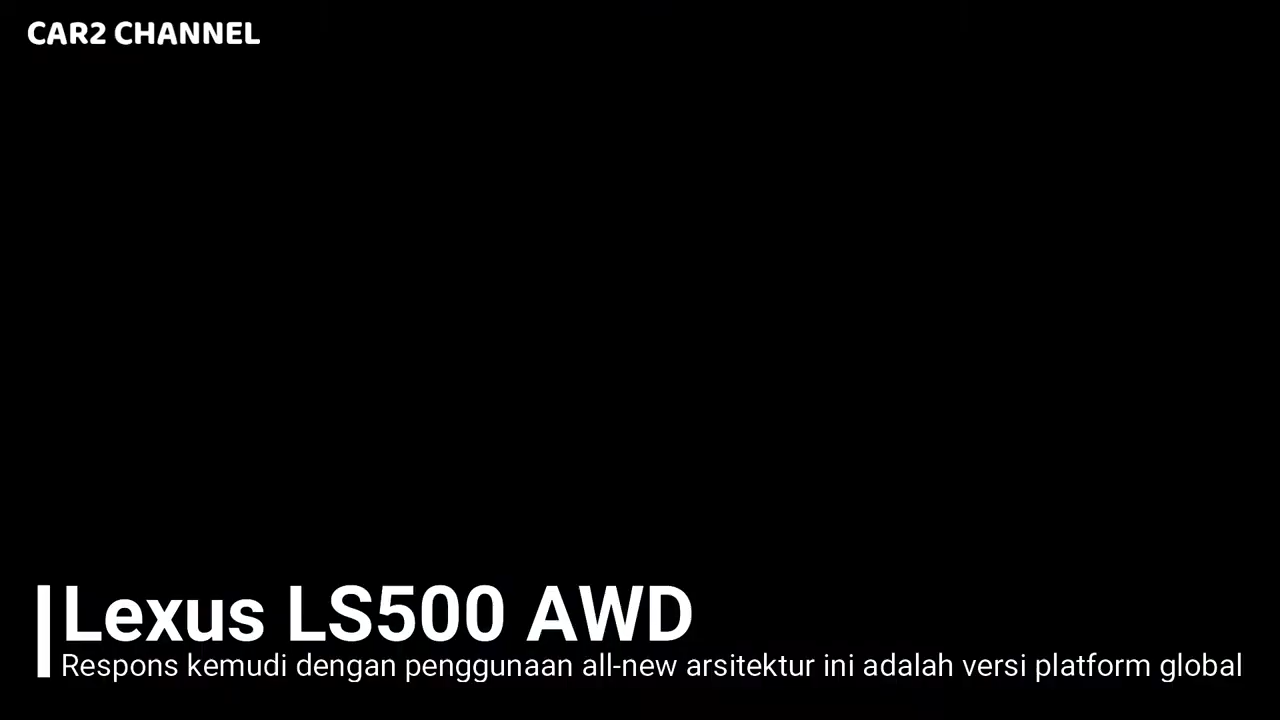 CAR2 CHANNEL
Lexus LS500 AWD
Respons kemudi dengan penggunaan all-new arsitektur ini adalah versi platform global